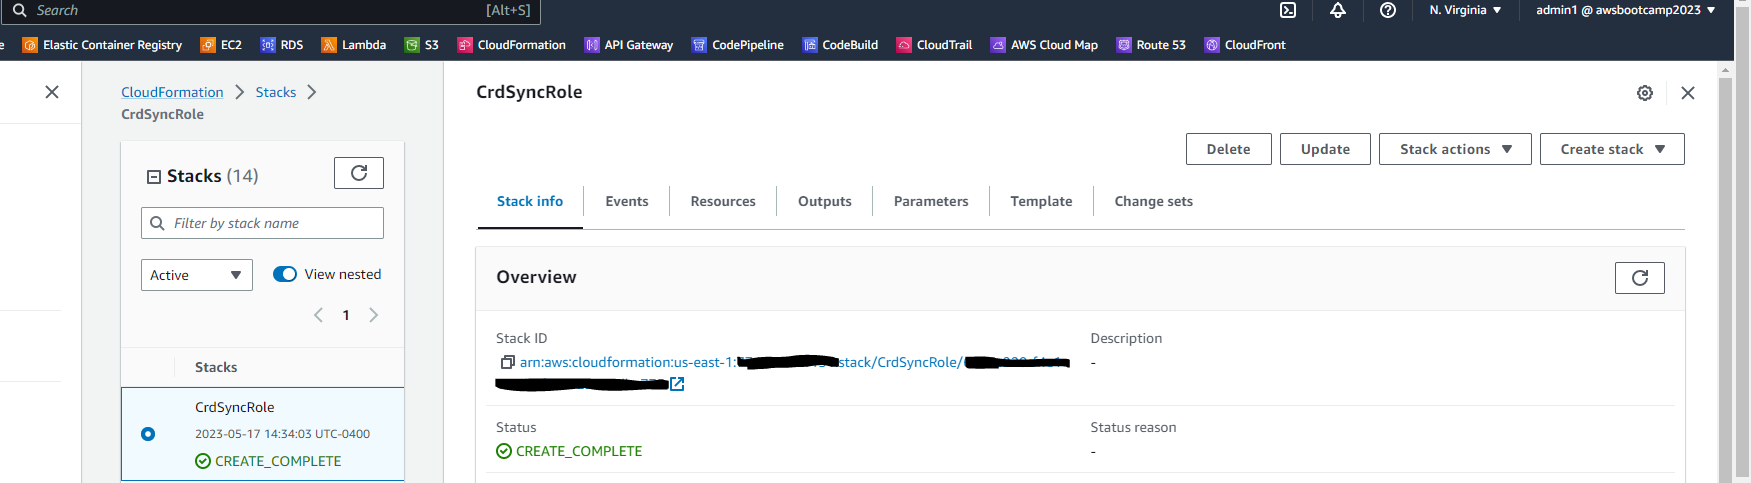 Search [Alt+S] N. Virginia admin1 @ awsbootcamp2023
Elastic Container Registry EC2 RDS Lambda S3 CloudFormation API Gateway CodePipeline CodeBuild CloudTrail AWS Cloud Map Route 53 CloudFront
CloudFormation Stacks
CrdSyncRole
Stacks (14)
Filter by stack name
Active View nested
1
Stacks
CrdSyncRole
2023-05-17 14:34:03 UTC-0400
CREATE_COMPLETE
CrdSyncRole
Delete Update Stack actions Create stack
Stack info Events Resources Outputs Parameters Template Change sets
Overview
Stack ID
arn:aws:cloudformation:us-east-1: stack/CrdSyncRole/
Description
-
Status
CREATE_COMPLETE
Status reason
-